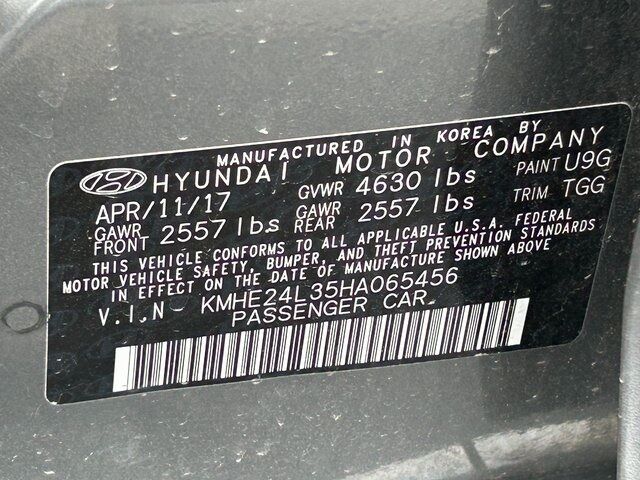 MANUFACTURED IN KOREA BY
HYUNDAI MOTOR COMPANY
APR/11/17 GVWR 4630 lbs PAINT U9G
GAWR FRONT 2557 lbs GAWR REAR 2557 lbs TRIM TGG
THIS VEHICLE CONFORMS TO ALL APPLICABLE U.S.A. FEDERAL
MOTOR VEHICLE SAFETY, BUMPER, AND THEFT PREVENTION STANDARDS
IN EFFECT ON THE DATE OF MANUFACTURE SHOWN ABOVE
V.I.N KMHE24L35HA065456
PASSENGER CAR